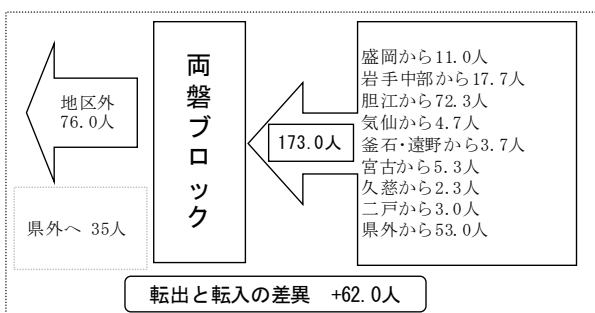 地区外
76.0人
県外へ 35人
両磐ブロック
173.0人
盛岡から11.0人
岩手中部から17.7人
胆江から72.3人
気仙から4.7人
釜石・遠野から3.7人
宮古から5.3人
久慈から2.3人
二戸から3.0人
県外から53.0人
転出と転入の差異 +62.0人